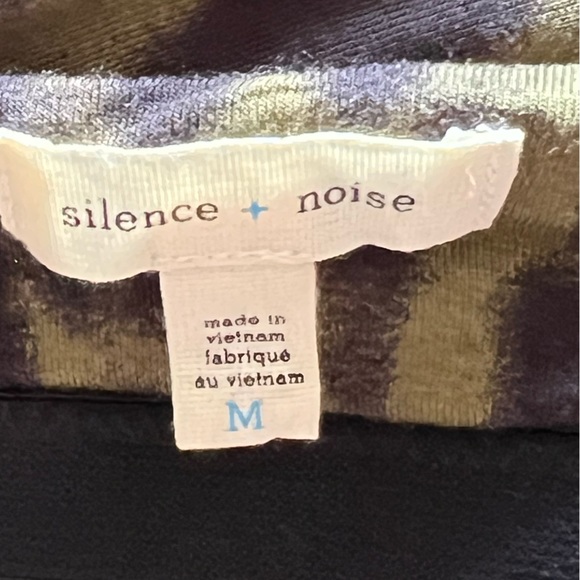 silence + noise
made in
vietnam
fabriqué
au vietnam
M